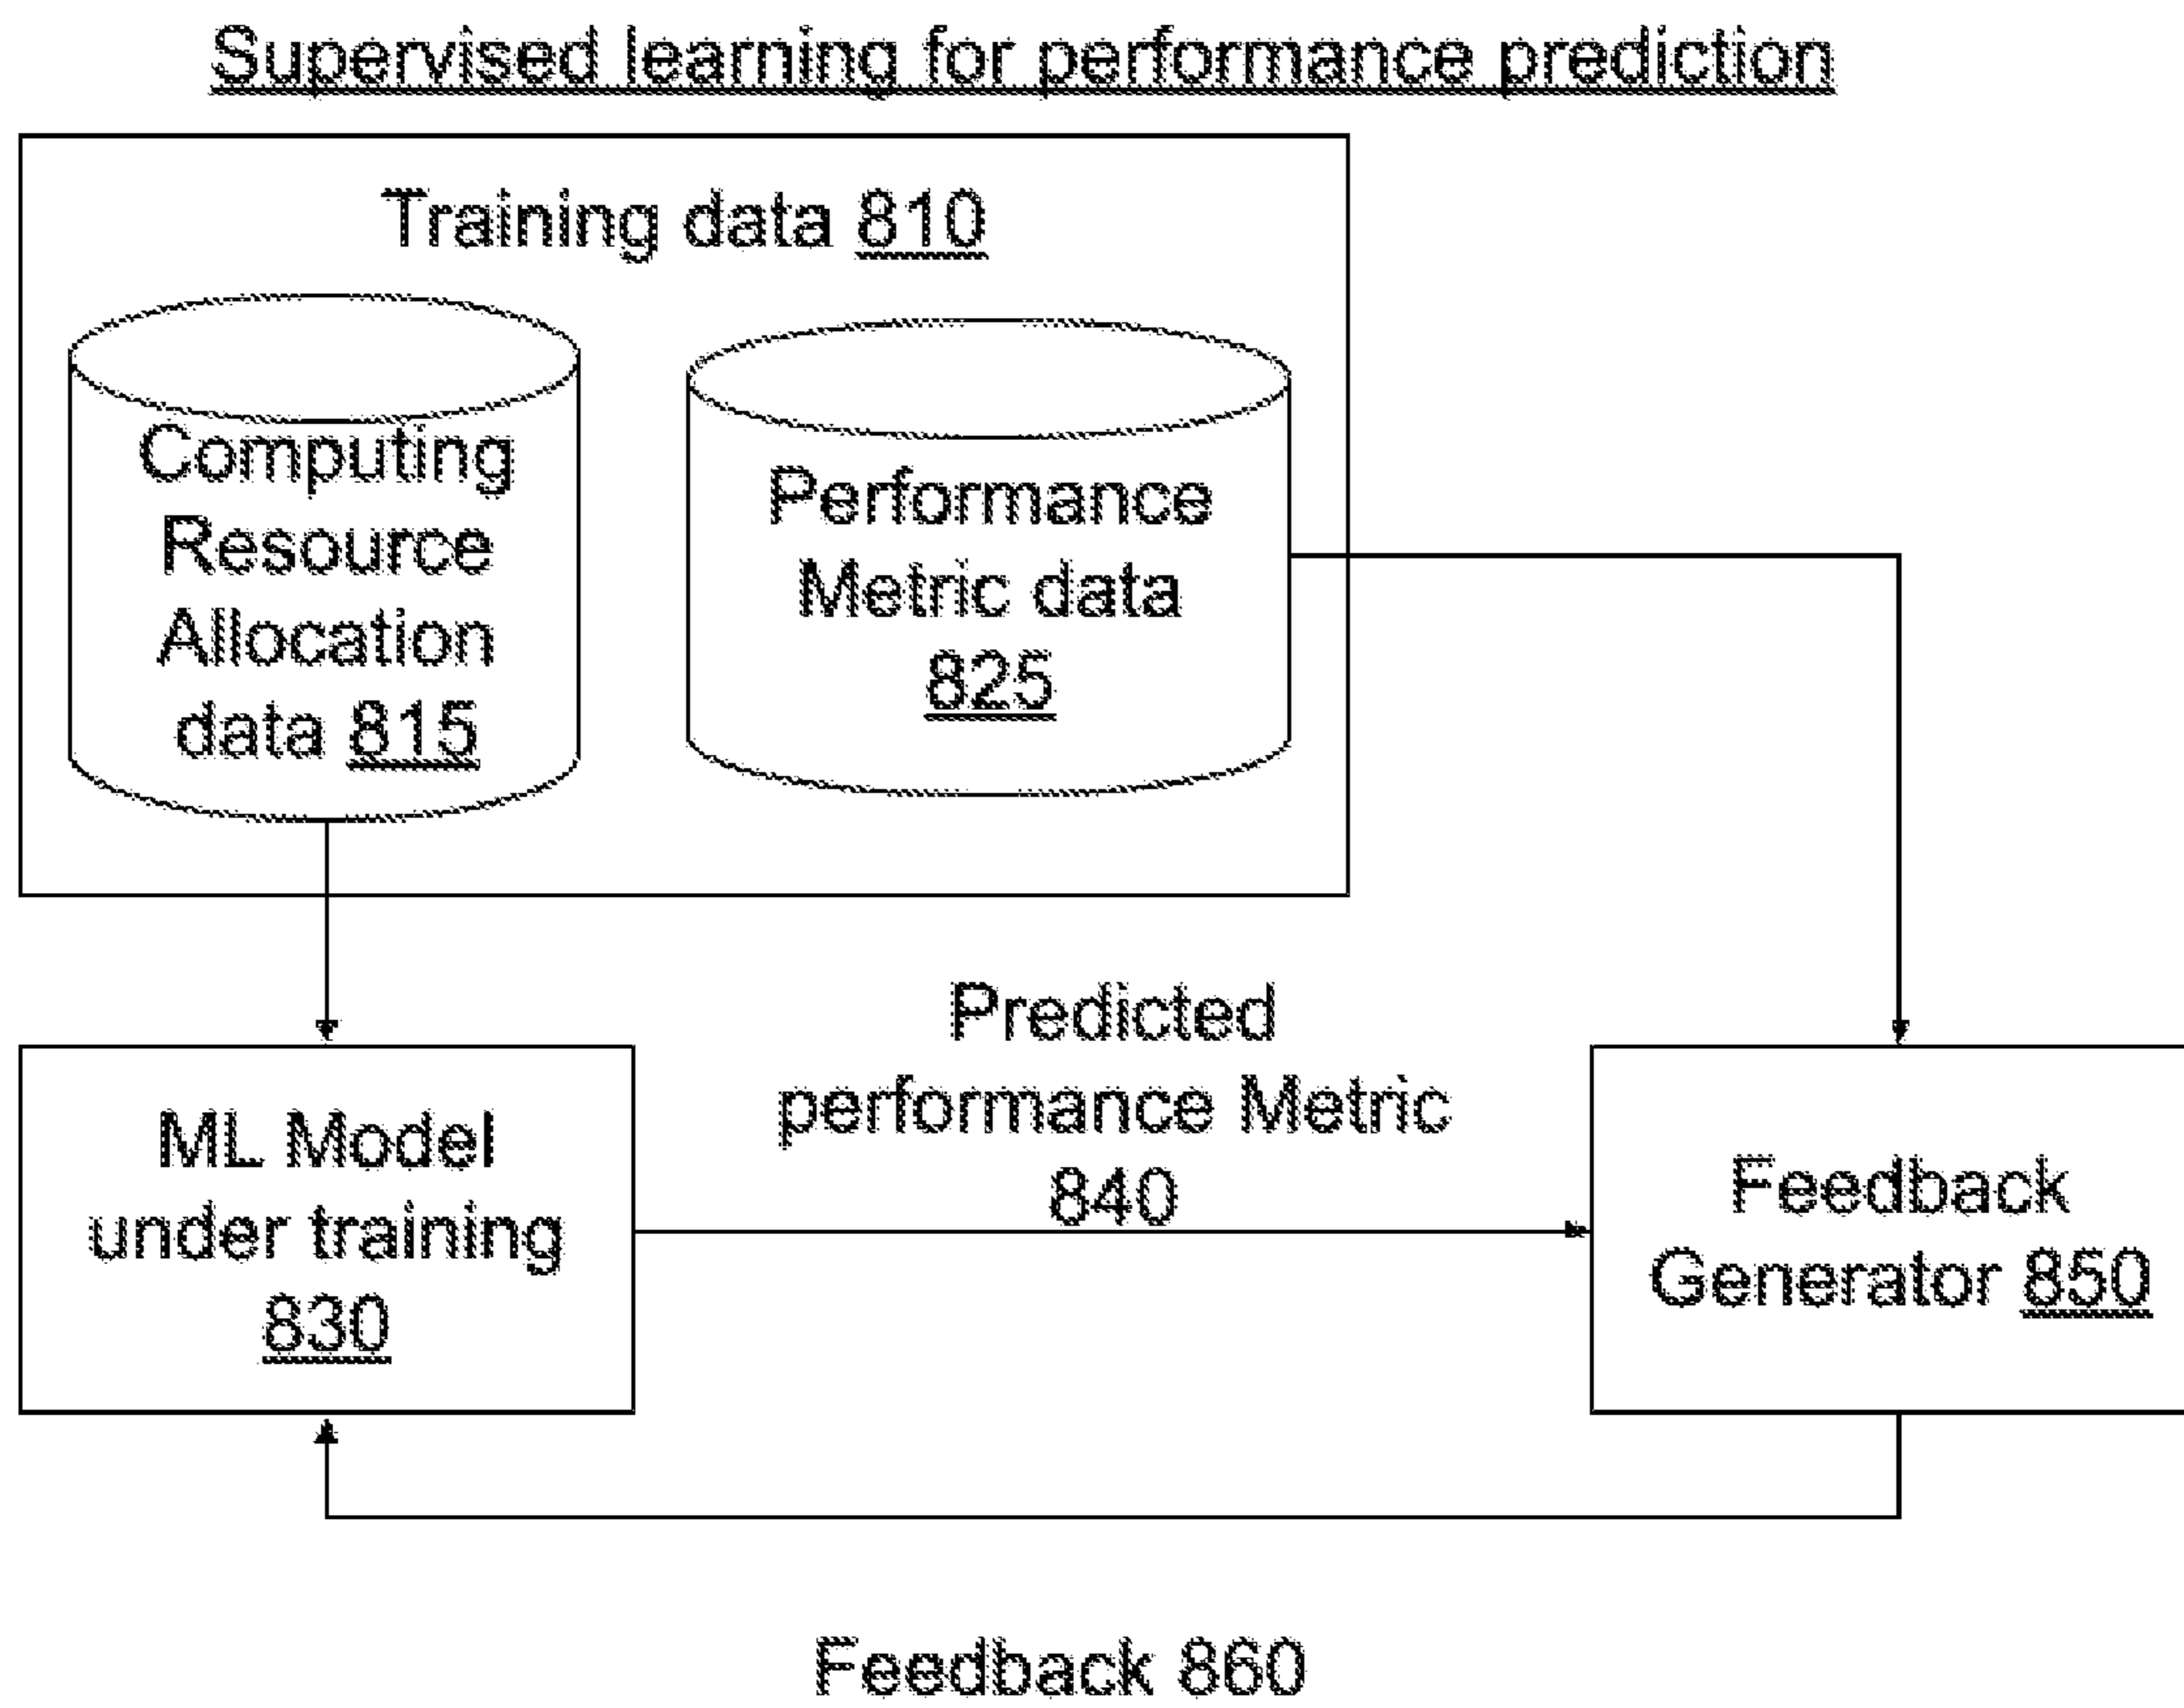 Supervised learning for performance prediction
Training data 810
Computing
Resource
Allocation
data 815
Performance
Metric data
825
Predicted
performance Metric
840
ML Model
under training
830
Feedback
Generator 850
Feedback 860